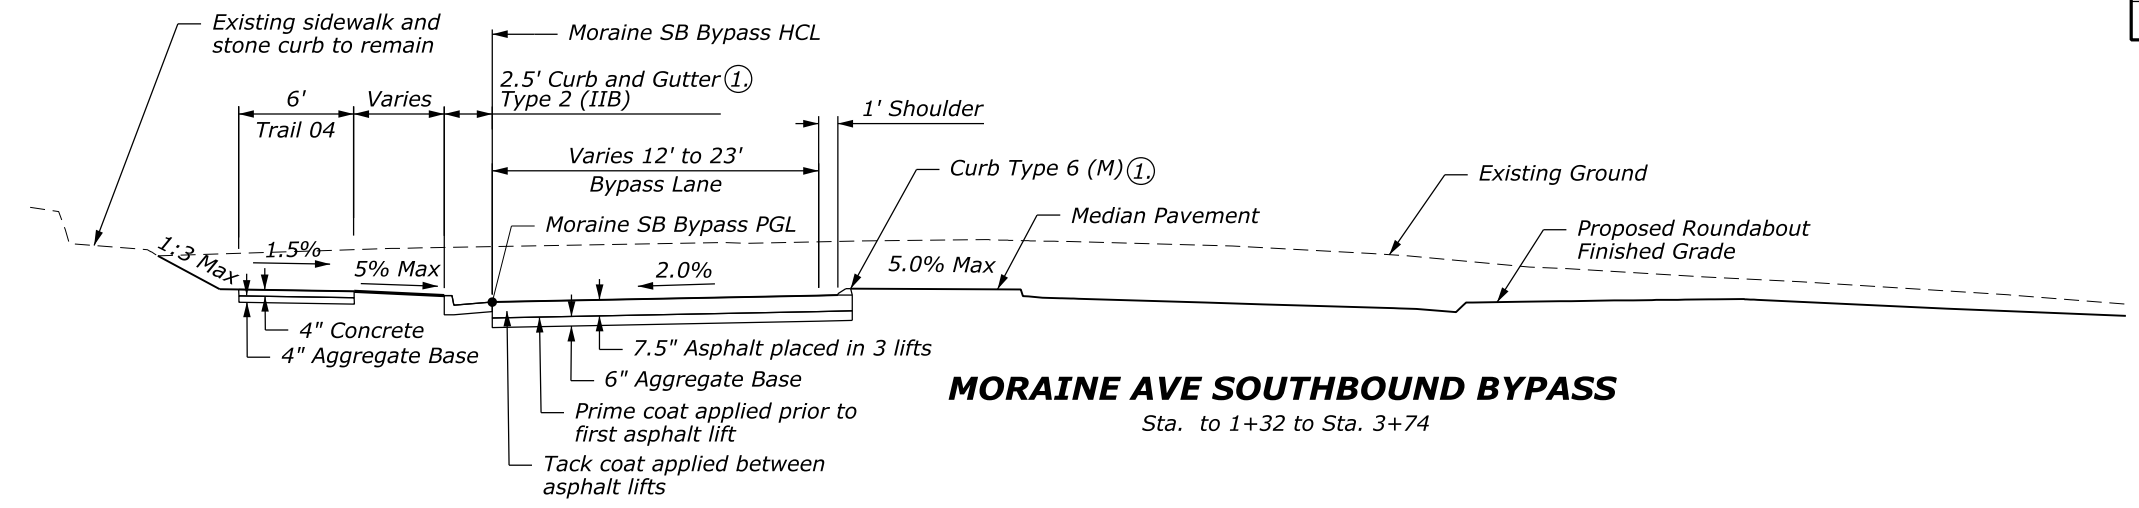 Existing sidewalk and
stone curb to remain
Moraine SB Bypass HCL
2.5' Curb and Gutter 1.
Type 2 (IIB)
6'
Varies
Trail 04
1' Shoulder
Varies 12' to 23'
Bypass Lane
Curb Type 6 (M) 1.
Existing Ground
Moraine SB Bypass PGL
Median Pavement
Proposed Roundabout
Finished Grade
1:3 Max
1.5%
5% Max
2.0%
5.0% Max
4" Concrete
4" Aggregate Base
7.5" Asphalt placed in 3 lifts
6" Aggregate Base
Prime coat applied prior to
first asphalt lift
Tack coat applied between
asphalt lifts
MORAINE AVE SOUTHBOUND BYPASS
Sta.  to 1+32 to Sta. 3+74